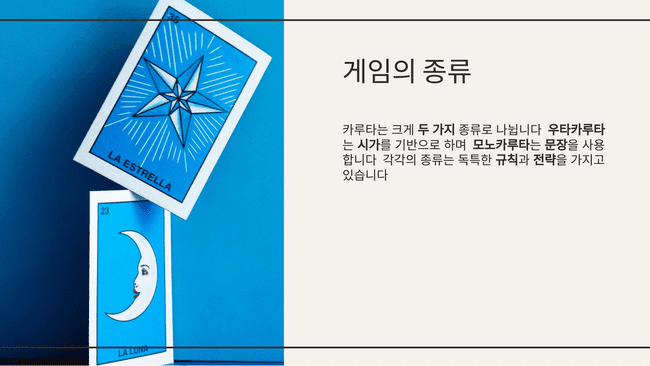 35
LA ESTRELLA
23
LA LUNA
게임의 종류
카루타는 크게 두 가지 종류로 나뉩니다 우타카루타
는 시가를 기반으로 하며 모노카루타는 문장을 사용
합니다 각각의 종류는 독특한 규칙과 전략을 가지고
있습니다